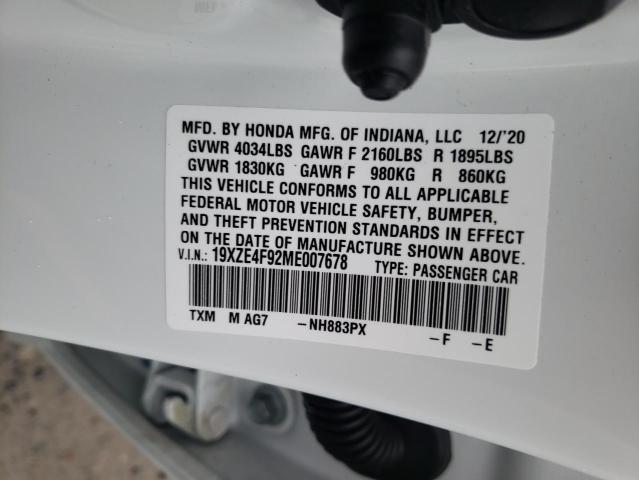 MFD. BY HONDA MFG. OF INDIANA, LLC 12/'20
GVWR 4034LBS GAWR F 2160LBS R 1895LBS
GVWR 1830KG GAWR F 980KG R 860KG
THIS VEHICLE CONFORMS TO ALL APPLICABLE
FEDERAL MOTOR VEHICLE SAFETY, BUMPER,
AND THEFT PREVENTION STANDARDS IN EFFECT
ON THE DATE OF MANUFACTURE SHOWN ABOVE.
V.I.N.: 19XZE4F92ME007678 TYPE: PASSENGER CAR
TXM M AG7 –NH883PX –F –E